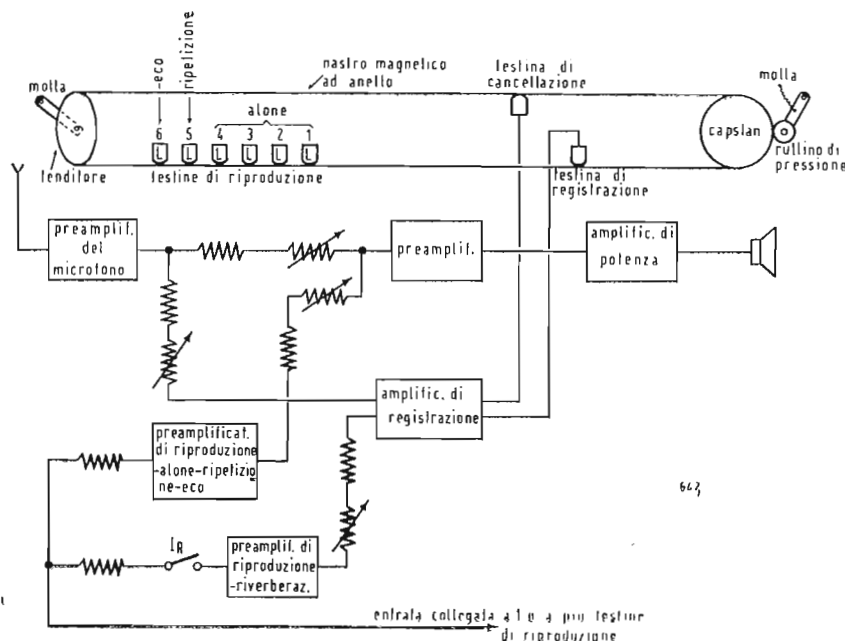 nastro magnetico
ad anello
testina di
cancellazione
molla
molla
-eco
ripetizione
alone
6 5 4 3 2 1
L L L L L L
capstan
rullino di
pressione
tenditore
testine di riproduzione
testina di
registrazione
preamplif.
del
microfono
preamplif.
amplific. di
potenza
amplific. di
registrazione
preamplificat.
di riproduzione
-alone-ripetizio
ne-eco
IR
preamplif. di
riproduzione
-riverberaz.
entrata collegata a 1 o a più testine
di riproduzione